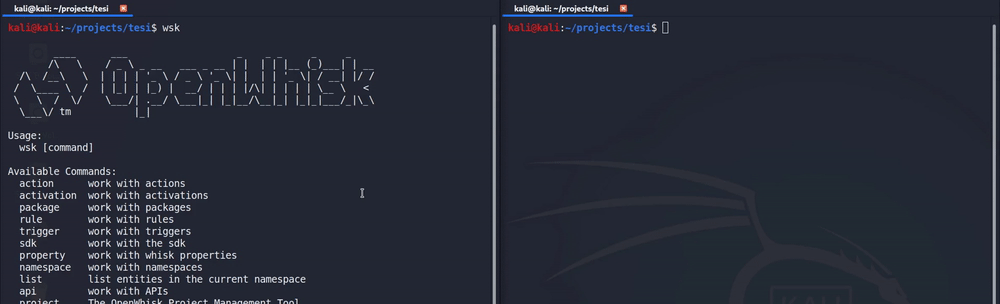 kali@kali: ~/projects/tesi
kali@kali:~/projects/tesi$ wsk
OpenWhisk
tm
Usage:
wsk [command]
Available Commands:
action work with actions
activation work with activations
package work with packages
rule work with rules
trigger work with triggers
sdk work with the sdk
property work with whisk properties
namespace work with namespaces
list list entities in the current namespace
api work with APIs
project The OpenWhisk Project Management Tool
kali@kali: ~/projects/tesi
kali@kali:~/projects/tesi$